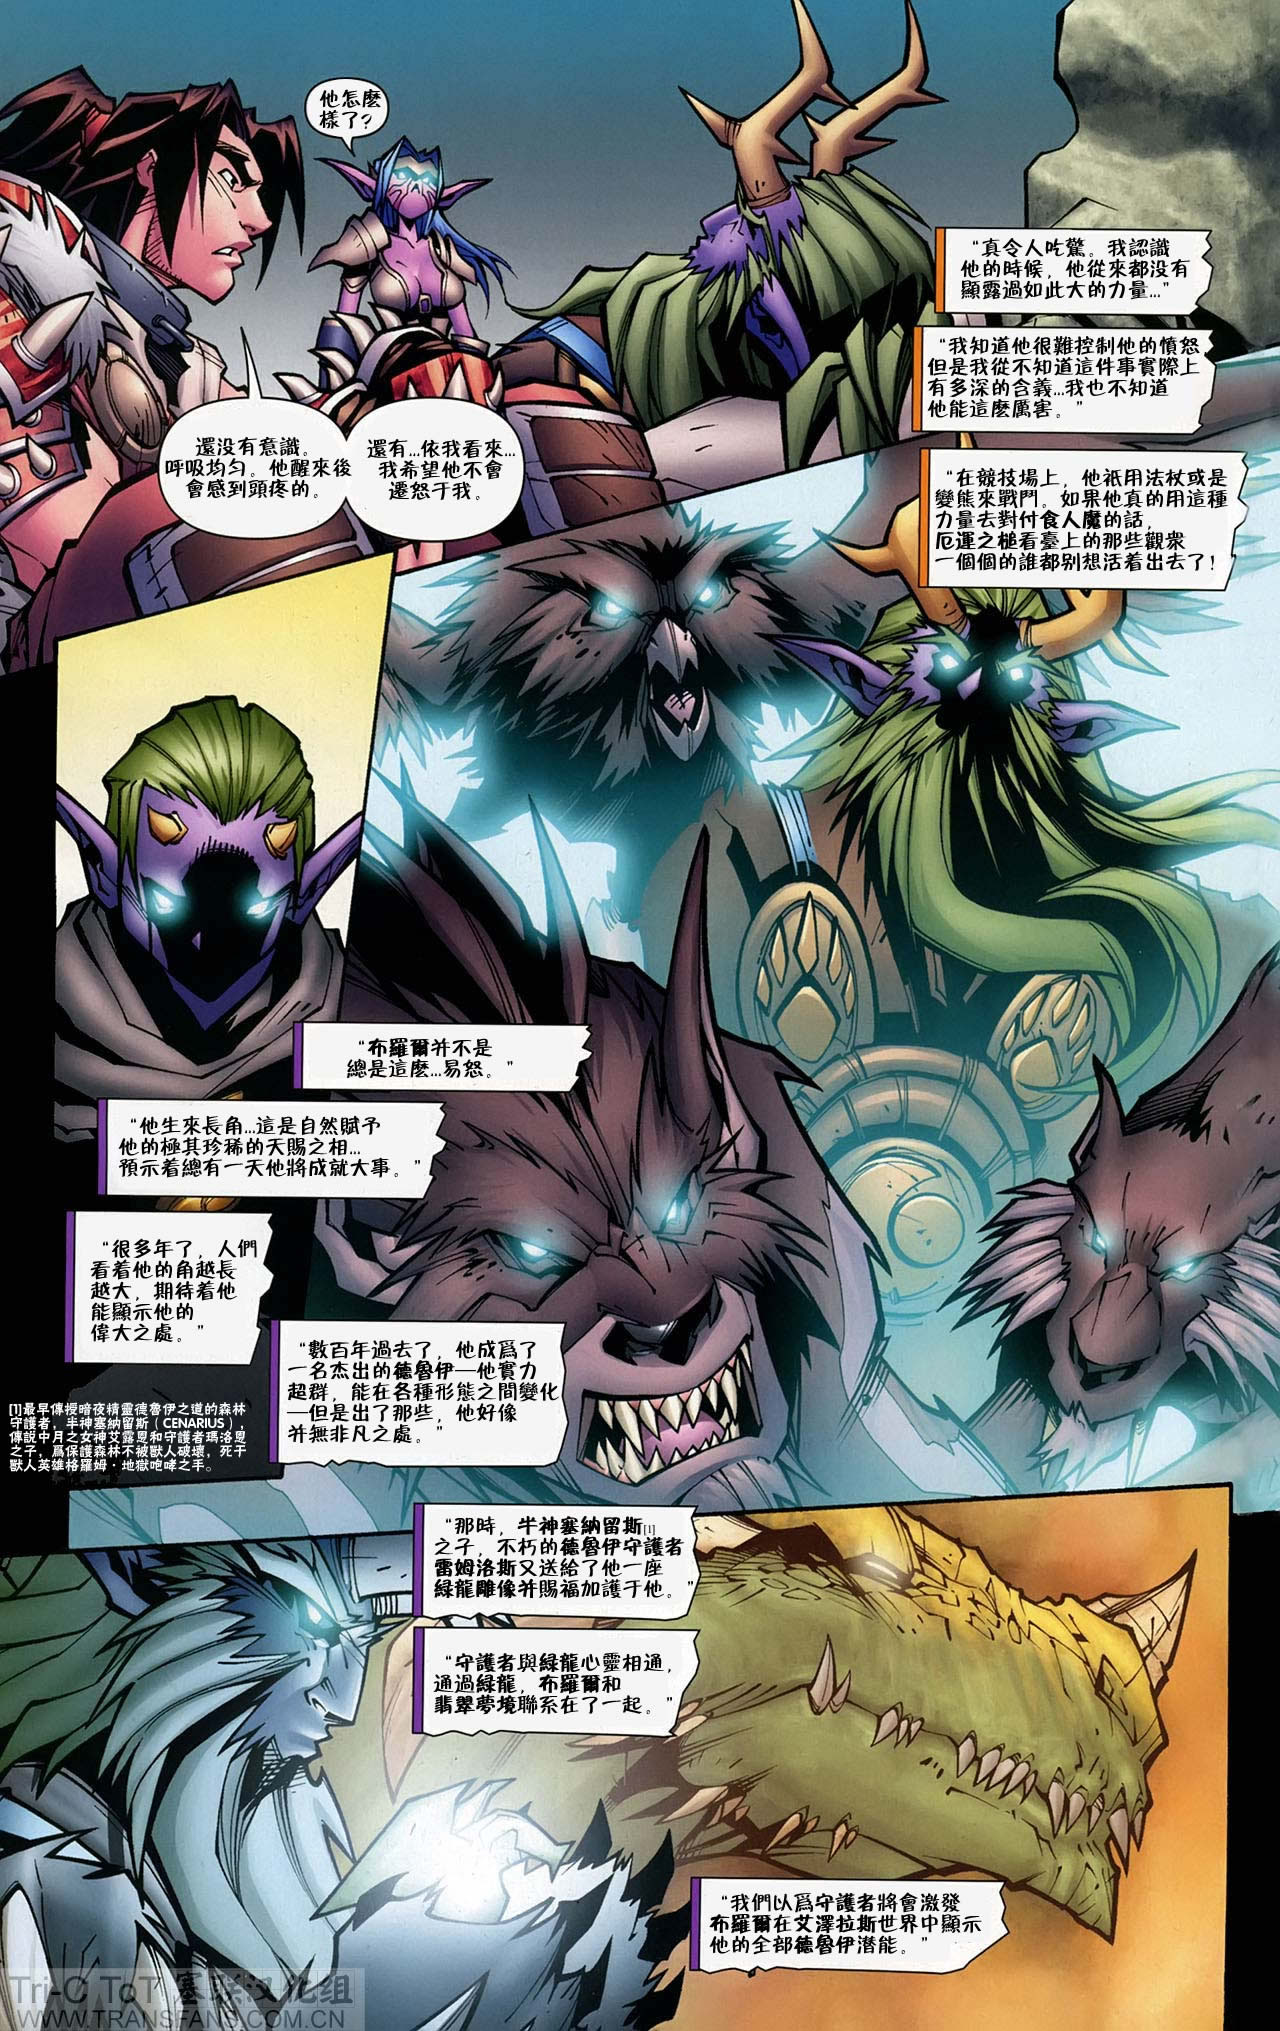 他怎麽
樣了？
還没有意識。
呼吸均匀。他醒來後
會感到頭疼的。
還有...依我看來...
我希望他不會
遷怒于我。
“真令人吃驚。我認識
他的時候，他從來都没有
顯露過如此大的力量...”
“我知道他很難控制他的憤怒
但是我從不知道這件事實際上
有多深的含義...我也不知道
他能這麽厲害。”
“在競技場上，他衹用法杖或是
變熊來戰鬥。如果他真的用這種
力量去對付食人魔的話，
厄運之槌看臺上的那些觀衆
一個個的誰都别想活着出去了！
“布羅爾并不是
總是這麽...易怒。”
“他生來長角...這是自然賦予
他的極其珍稀的天賜之相...
預示着總有一天他將成就大事。”
“很多年了，人們
看着他的角越長
越大，期待着他
能顯示他的
偉大之處。”
“數百年過去了，他成爲了
一名杰出的德魯伊—他實力
超群，能在各種形態之間變化
—但是出了那些，他好像
并無非凡之處。”
[1]最早傳授暗夜精靈德魯伊之道的森林
守護者，半神塞納留斯（CENARIUS），
傳説中月之女神艾露恩和守護者瑪洛恩
之子，爲保護森林不被獸人破壞，死于
獸人英雄格羅姆·地獄咆哮之手。
“那時，半神塞納留斯[1]
之子，不朽的德魯伊守護者
雷姆洛斯又送給了他一座
緑龍雕像并賜福加護于他。”
“守護者與緑龍心靈相通，
通過緑龍，布羅爾和
翡翠夢境聯系在了一起。”
“我們以爲守護者將會激發
布羅爾在艾澤拉斯世界中顯示
他的全部德魯伊潜能。”
Tri-C ToT 塞联汉化组
WWW.TRANSFANS.COM.CN